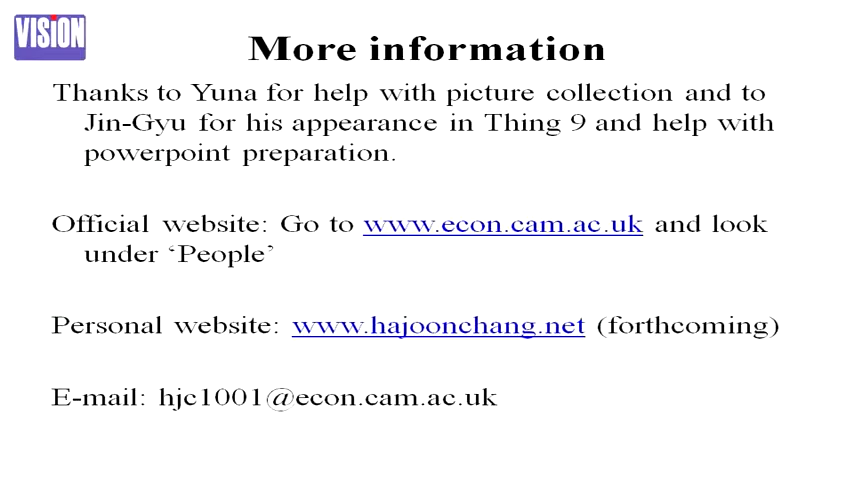 VISION
More information
Thanks to Yuna for help with picture collection and to
Jin-Gyu for his appearance in Thing 9 and help with
powerpoint preparation.
Official website: Go to www.econ.cam.ac.uk and look
under ‘People’
Personal website: www.hajoonchang.net (forthcoming)
E-mail: hjc1001@econ.cam.ac.uk